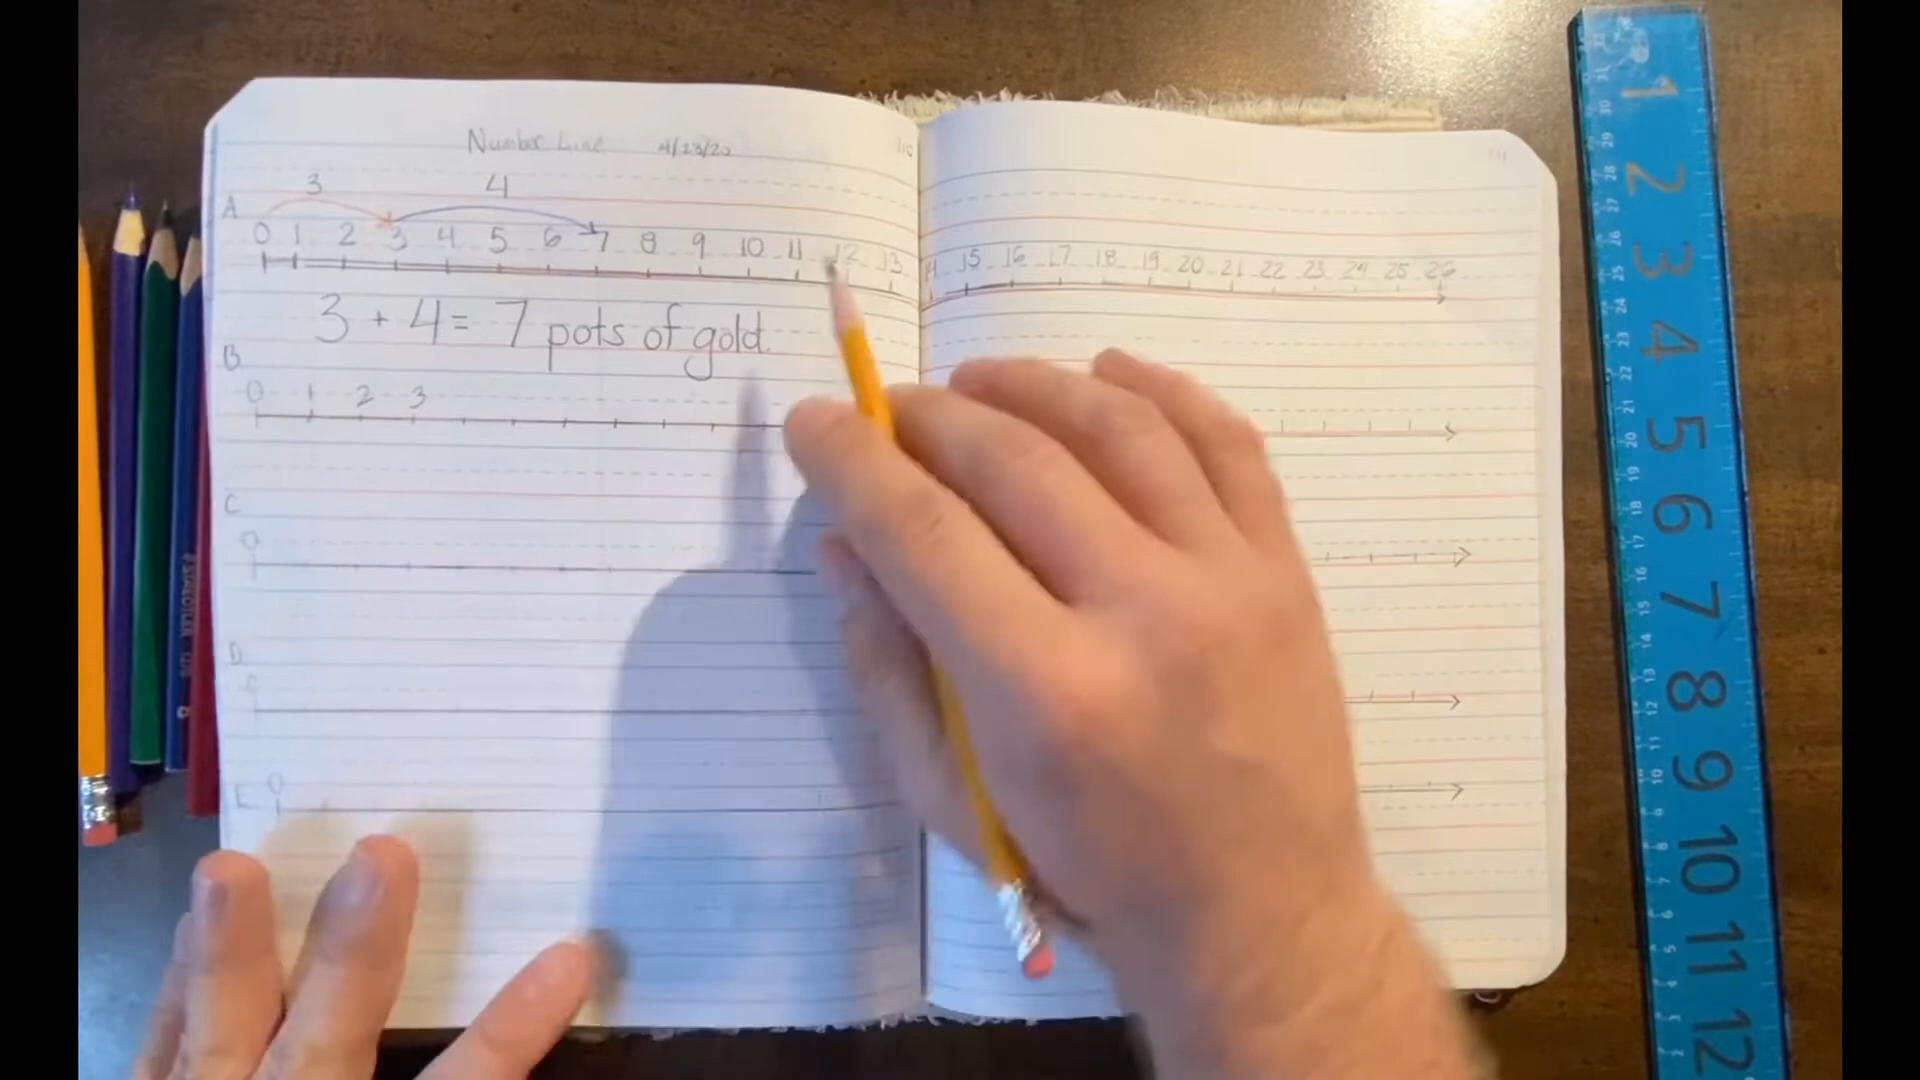 Number Line 4/23/20
3 4
A
0 1 2 3 4 5 6 7 8 9 10 11 12 13 14 15 16 17 18 19 20 21 22 23 24 25 26
3 + 4 = 7 pots of gold.
B
0 1 2 3
C
0
D
E
0
1
2
3
4
5
6
7
8
9
10
11
12